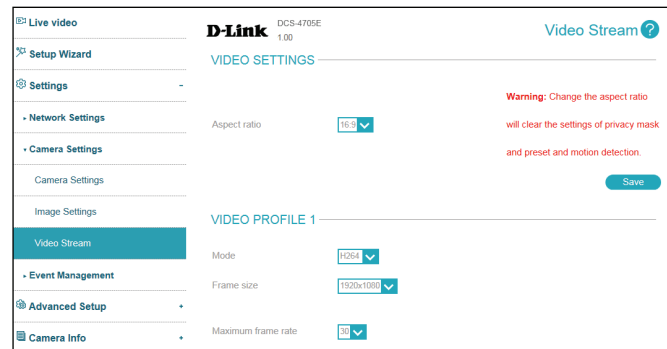 Live video
Setup Wizard
Settings -
Network Settings
Camera Settings
Camera Settings
Image Settings
Video Stream
Event Management
Advanced Setup +
Camera Info +
D-Link DCS-4705E
1.00
Video Stream ?
VIDEO SETTINGS
Aspect ratio 16:9
Warning: Change the aspect ratio
will clear the settings of privacy mask
and preset and motion detection.
Save
VIDEO PROFILE 1
Mode H264
Frame size 1920x1080
Maximum frame rate 30